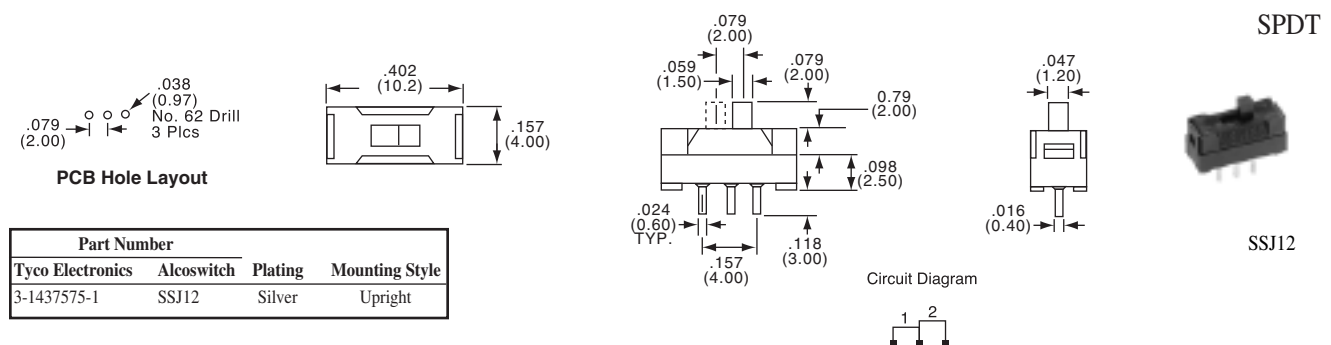 SPDT
.038
(0.97)
No. 62 Drill
3 Plcs
.079
(2.00)
PCB Hole Layout
.402
(10.2)
.157
(4.00)
.079
(2.00)
.059
(1.50)
.079
(2.00)
0.79
(2.00)
.098
(2.50)
.024
(0.60)
TYP.
.157
(4.00)
.118
(3.00)
.047
(1.20)
.016
(0.40)
SSJ12
Part Number
Tyco Electronics Alcoswitch Plating Mounting Style
3-1437575-1 SSJ12 Silver Upright
Circuit Diagram
1 2